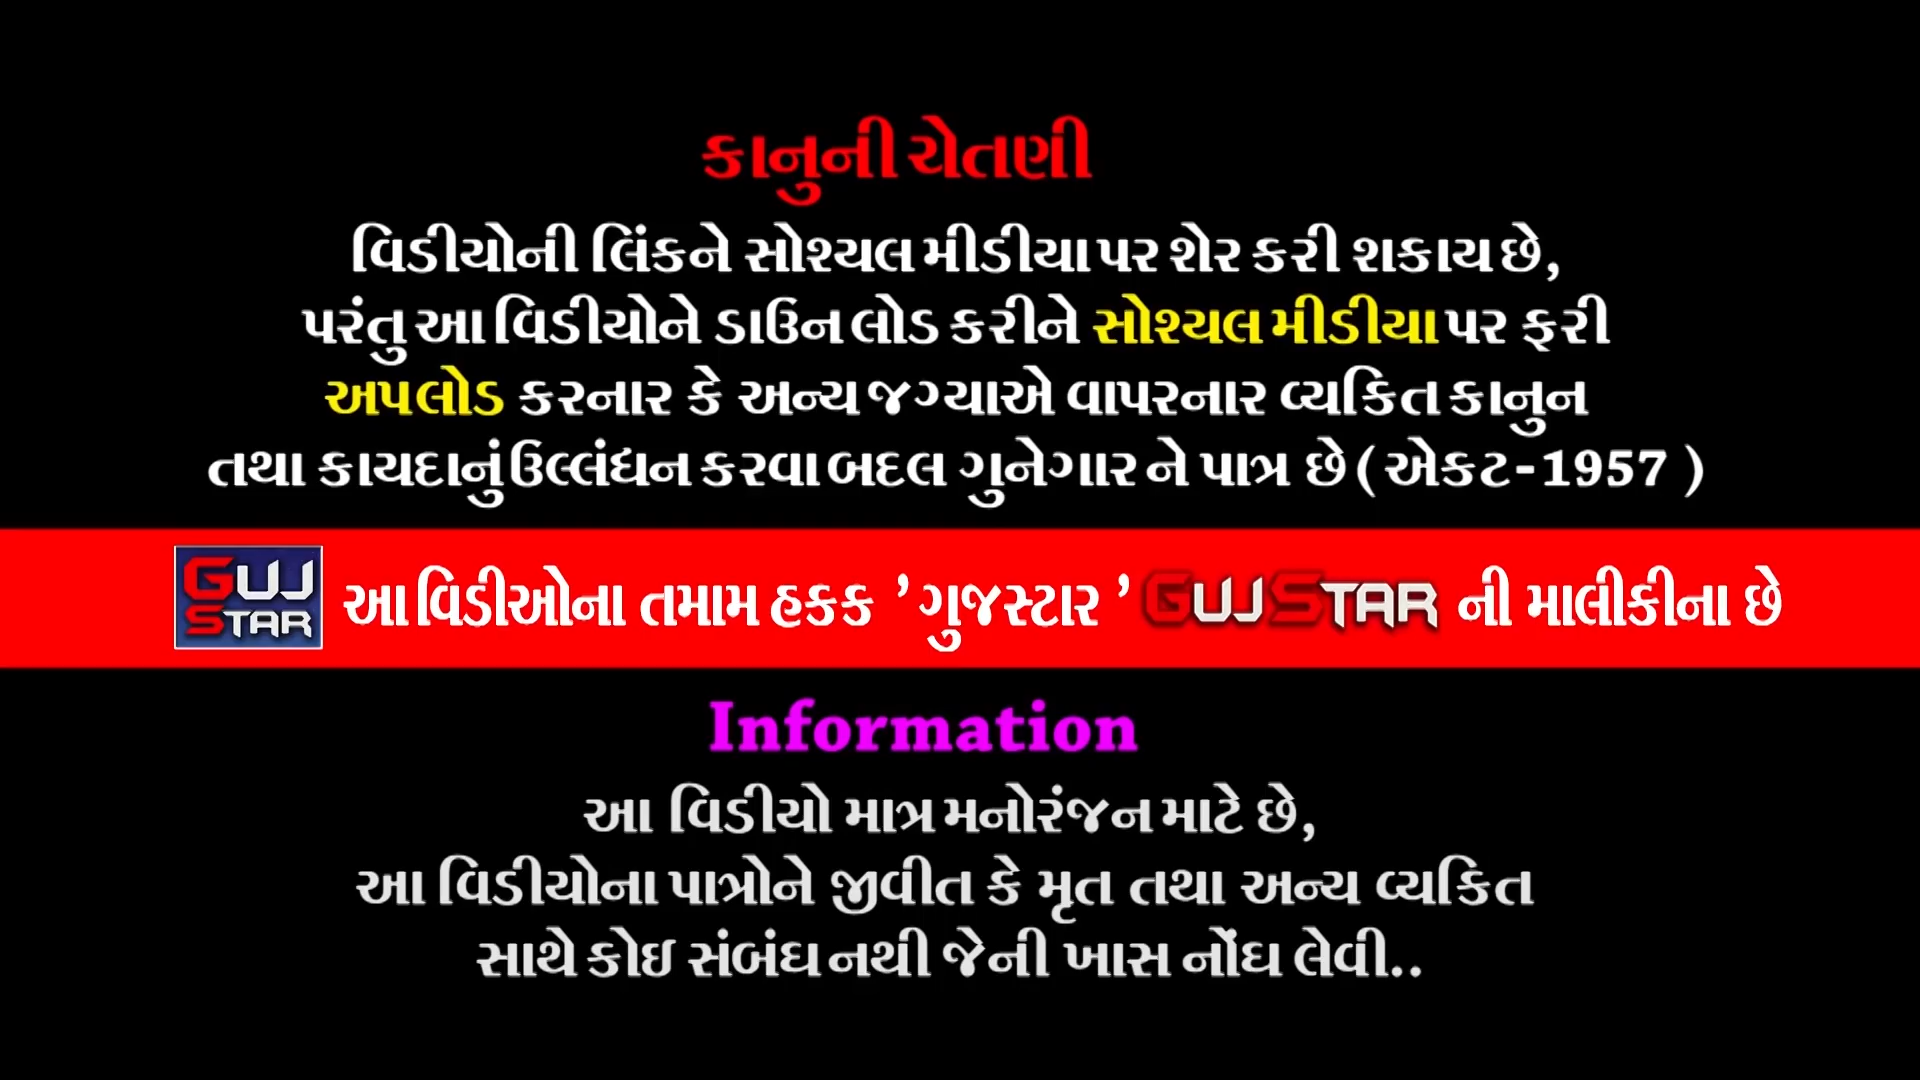 કાનુની ચેતણી
વિડીયોની લિંકને સોશ્યલ મીડીયા પર શેર કરી શકાય છે,
પરંતુ આ વિડીયોને ડાઉન લોડ કરીને સોશ્યલ મીડીયા પર ફરી
અપલોડ કરનાર કે અન્ય જગ્યાએ વાપરનાર વ્યકિત કાનુન
તથા કાયદાનું ઉલ્લંઘન કરવા બદલ ગુનેગાર ને પાત્ર છે ( એકટ-1957 )
GUJ STAR આ વિડીઓના તમામ હકક ’ ગુજસ્ટાર ’ GUJ STAR ની માલીકીના છે
Information
આ વિડીયો માત્ર મનોરંજન માટે છે,
આ વિડીયોના પાત્રોને જીવીત કે મૃત તથા અન્ય વ્યકિત
સાથે કોઇ સંબંઘ નથી જેની ખાસ નોંઘ લેવી..